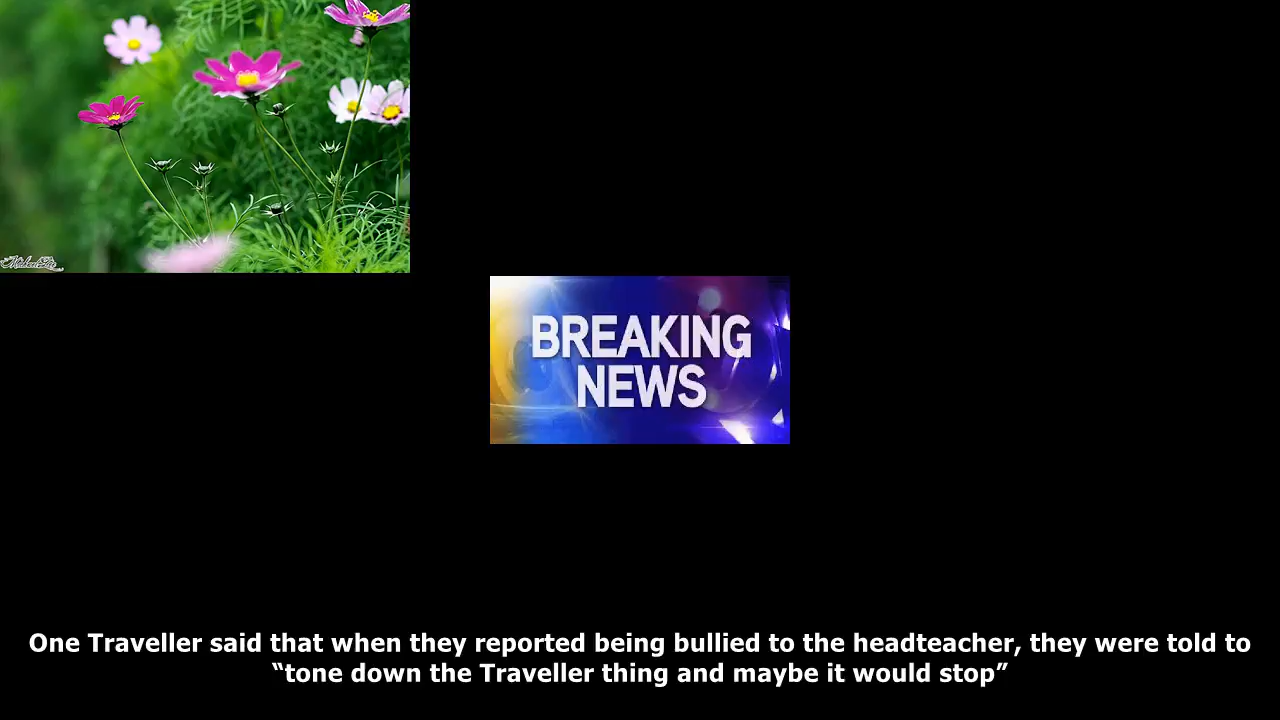 BREAKING
NEWS
One Traveller said that when they reported being bullied to the headteacher, they were told to
“tone down the Traveller thing and maybe it would stop”